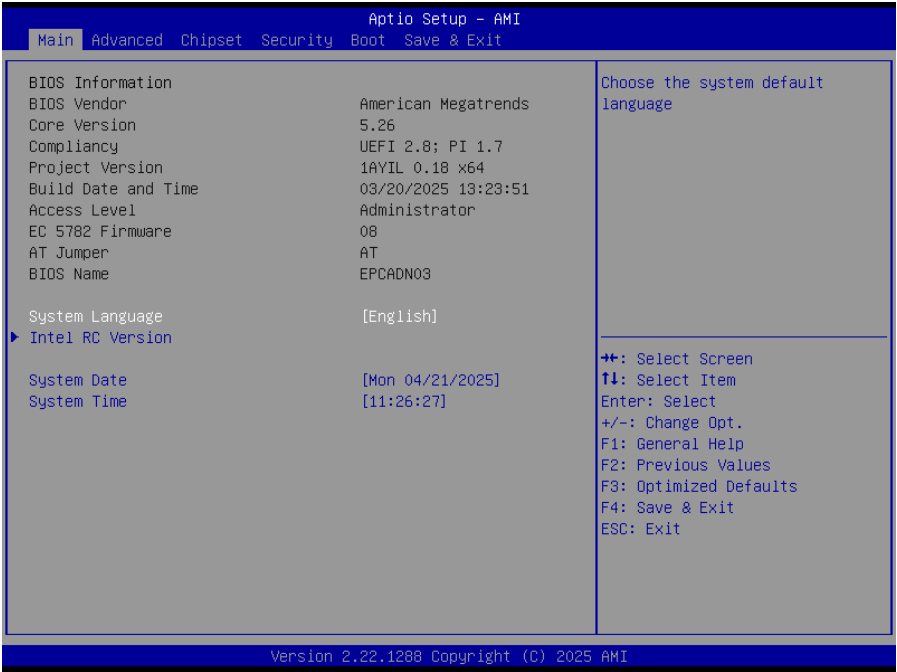 Aptio Setup – AMI
Main Advanced Chipset Security Boot Save & Exit
BIOS Information
BIOS Vendor American Megatrends
Core Version 5.26
Compliancy UEFI 2.8; PI 1.7
Project Version 1AYIL 0.18 x64
Build Date and Time 03/20/2025 13:23:51
Access Level Administrator
EC 5782 Firmware 08
AT Jumper AT
BIOS Name EPCADN03
System Language [English]
Intel RC Version
System Date [Mon 04/21/2025]
System Time [11:26:27]
Choose the system default
language
→←: Select Screen
↑↓: Select Item
Enter: Select
+/-: Change Opt.
F1: General Help
F2: Previous Values
F3: Optimized Defaults
F4: Save & Exit
ESC: Exit
Version 2.22.1288 Copyright (C) 2025 AMI